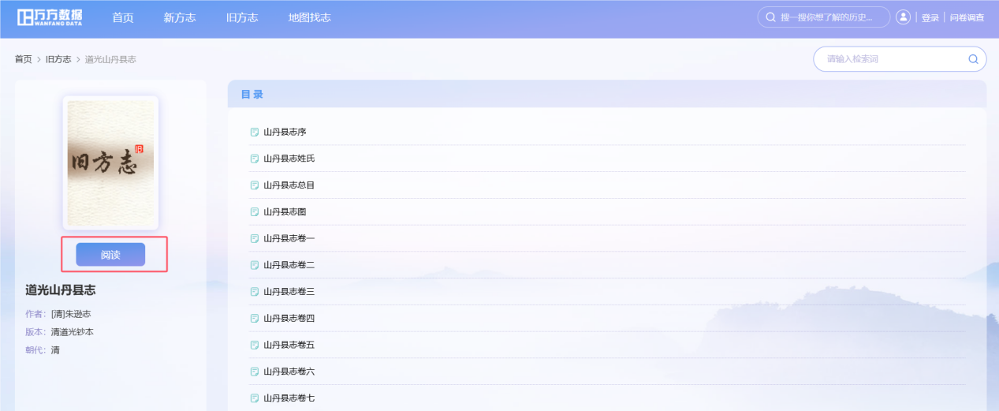 万方数据
WANFANG DATA
首页 新方志 旧方志 地图找志
搜一搜你想了解的历史... 登录 问卷调查
首页 > 旧方志 > 道光山丹县志
请输入检索词
旧方志
旧
阅读
道光山丹县志
作者: [清]朱逊志
版本: 清道光钞本
朝代: 清
目录
山丹县志序
山丹县志姓氏
山丹县志总目
山丹县志图
山丹县志卷一
山丹县志卷二
山丹县志卷三
山丹县志卷四
山丹县志卷五
山丹县志卷六
山丹县志卷七